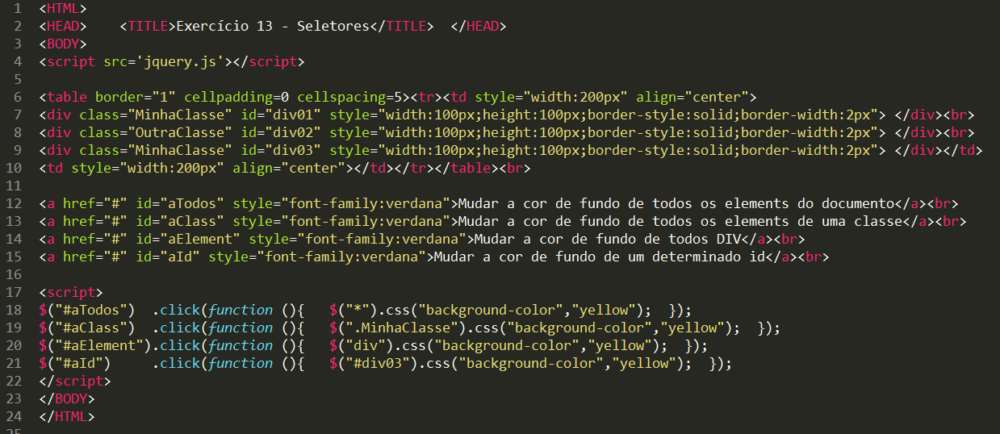 1 <HTML>
2 <HEAD>    <TITLE>Exercício 13 - Seletores</TITLE>  </HEAD>
3 <BODY>
4 <script src='jquery.js'></script>
5
6 <table border="1" cellpadding=0 cellspacing=5><tr><td style="width:200px" align="center">
7 <div class="MinhaClasse" id="div01" style="width:100px;height:100px;border-style:solid;border-width:2px"> </div><br>
8 <div class="OutraClasse" id="div02" style="width:100px;height:100px;border-style:solid;border-width:2px"> </div><br>
9 <div class="MinhaClasse" id="div03" style="width:100px;height:100px;border-style:solid;border-width:2px"> </div></td>
10 <td style="width:200px" align="center"></td></tr></table><br>
11
12 <a href="#" id="aTodos" style="font-family:verdana">Mudar a cor de fundo de todos os elements do documento</a><br>
13 <a href="#" id="aClass" style="font-family:verdana">Mudar a cor de fundo de todos os elements de uma classe</a><br>
14 <a href="#" id="aElement" style="font-family:verdana">Mudar a cor de fundo de todos DIV</a><br>
15 <a href="#" id="aId" style="font-family:verdana">Mudar a cor de fundo de um determinado id</a><br>
16
17 <script>
18 $("#aTodos")  .click(function (){   $("*").css("background-color","yellow");  });
19 $("#aClass")  .click(function (){   $(".MinhaClasse").css("background-color","yellow");  });
20 $("#aElement").click(function (){   $("div").css("background-color","yellow");  });
21 $("#aId")     .click(function (){   $("#div03").css("background-color","yellow");  });
22 </script>
23 </BODY>
24 </HTML>
25